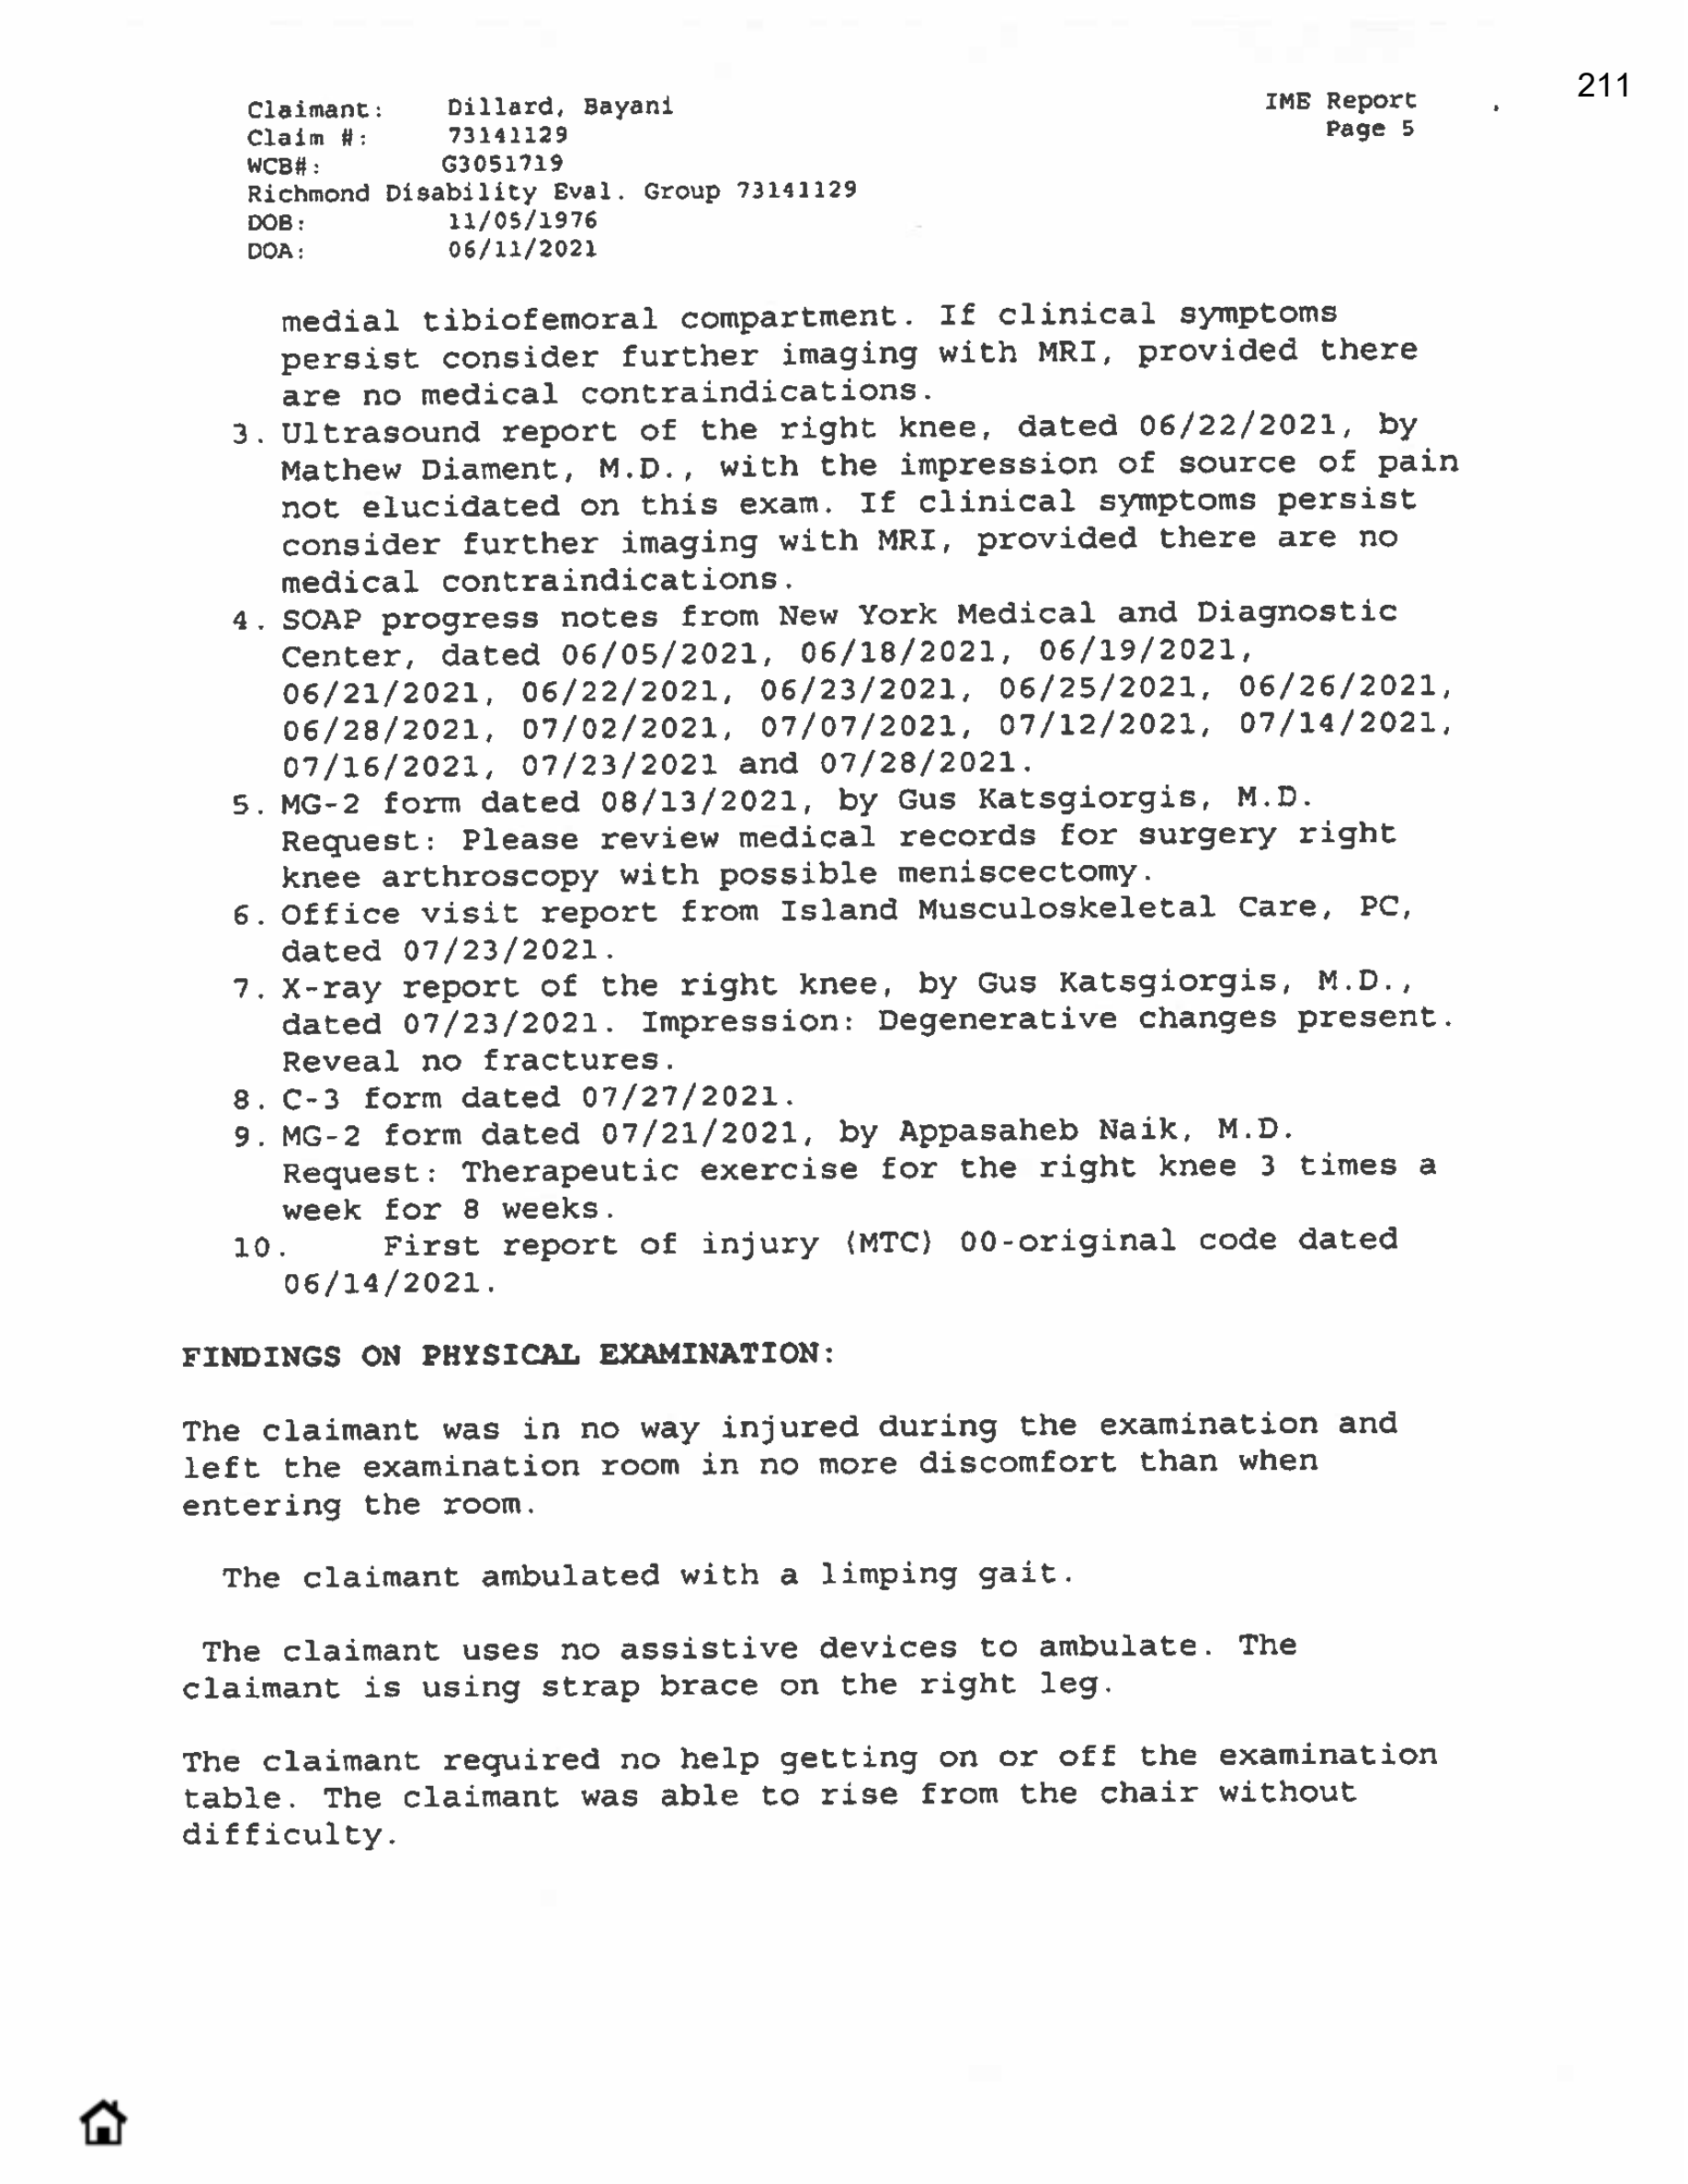 211
Claimant: Dillard, Bayani
IME Report
Claim #: 73141129
Page 5
WCB#: G3051719
Richmond Disability Eval. Group 73141129
DOB: 11/05/1976
DOA: 06/11/2021
medial tibiofemoral compartment. If clinical symptoms
persist consider further imaging with MRI, provided there
are no medical contraindications.
3. Ultrasound report of the right knee, dated 06/22/2021, by
Mathew Diament, M.D., with the impression of source of pain
not elucidated on this exam. If clinical symptoms persist
consider further imaging with MRI, provided there are no
medical contraindications.
4. SOAP progress notes from New York Medical and Diagnostic
Center, dated 06/05/2021, 06/18/2021, 06/19/2021,
06/21/2021, 06/22/2021, 06/23/2021, 06/25/2021, 06/26/2021,
06/28/2021, 07/02/2021, 07/07/2021, 07/12/2021, 07/14/2021,
07/16/2021, 07/23/2021 and 07/28/2021.
5. MG-2 form dated 08/13/2021, by Gus Katsgiorgis, M.D.
Request: Please review medical records for surgery right
knee arthroscopy with possible meniscectomy.
6. Office visit report from Island Musculoskeletal Care, PC,
dated 07/23/2021.
7. X-ray report of the right knee, by Gus Katsgiorgis, M.D.,
dated 07/23/2021. Impression: Degenerative changes present.
Reveal no fractures.
8. C-3 form dated 07/27/2021.
9. MG-2 form dated 07/21/2021, by Appasaheb Naik, M.D.
Request: Therapeutic exercise for the right knee 3 times a
week for 8 weeks.
10. First report of injury (MTC) 00-original code dated
06/14/2021.
FINDINGS ON PHYSICAL EXAMINATION:
The claimant was in no way injured during the examination and
left the examination room in no more discomfort than when
entering the room.
The claimant ambulated with a limping gait.
The claimant uses no assistive devices to ambulate. The
claimant is using strap brace on the right leg.
The claimant required no help getting on or off the examination
table. The claimant was able to rise from the chair without
difficulty.